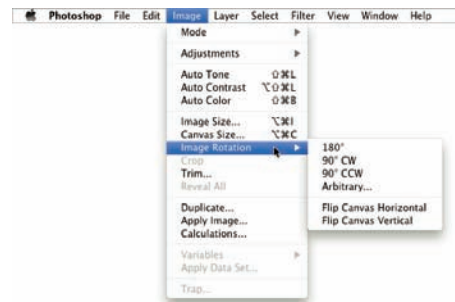 Photoshop File Edit Image Layer Select Filter View Window Help
Mode
Adjustments
Auto Tone ⇧⌘L
Auto Contrast ⌥⇧⌘L
Auto Color ⇧⌘B
Image Size... ⌥⌘I
Canvas Size... ⌥⌘C
Image Rotation
Crop
Trim...
Reveal All
Duplicate...
Apply Image...
Calculations...
Variables
Apply Data Set...
Trap...
180°
90° CW
90° CCW
Arbitrary...
Flip Canvas Horizontal
Flip Canvas Vertical